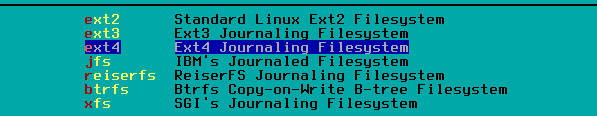 ext2 Standard Linux Ext2 Filesystem
ext3 Ext3 Journaling Filesystem
ext4 Ext4 Journaling Filesystem
jfs IBM's Journaled Filesystem
reiserfs ReiserFS Journaling Filesystem
btrfs Btrfs Copy-on-Write B-tree Filesystem
xfs SGI's Journaling Filesystem